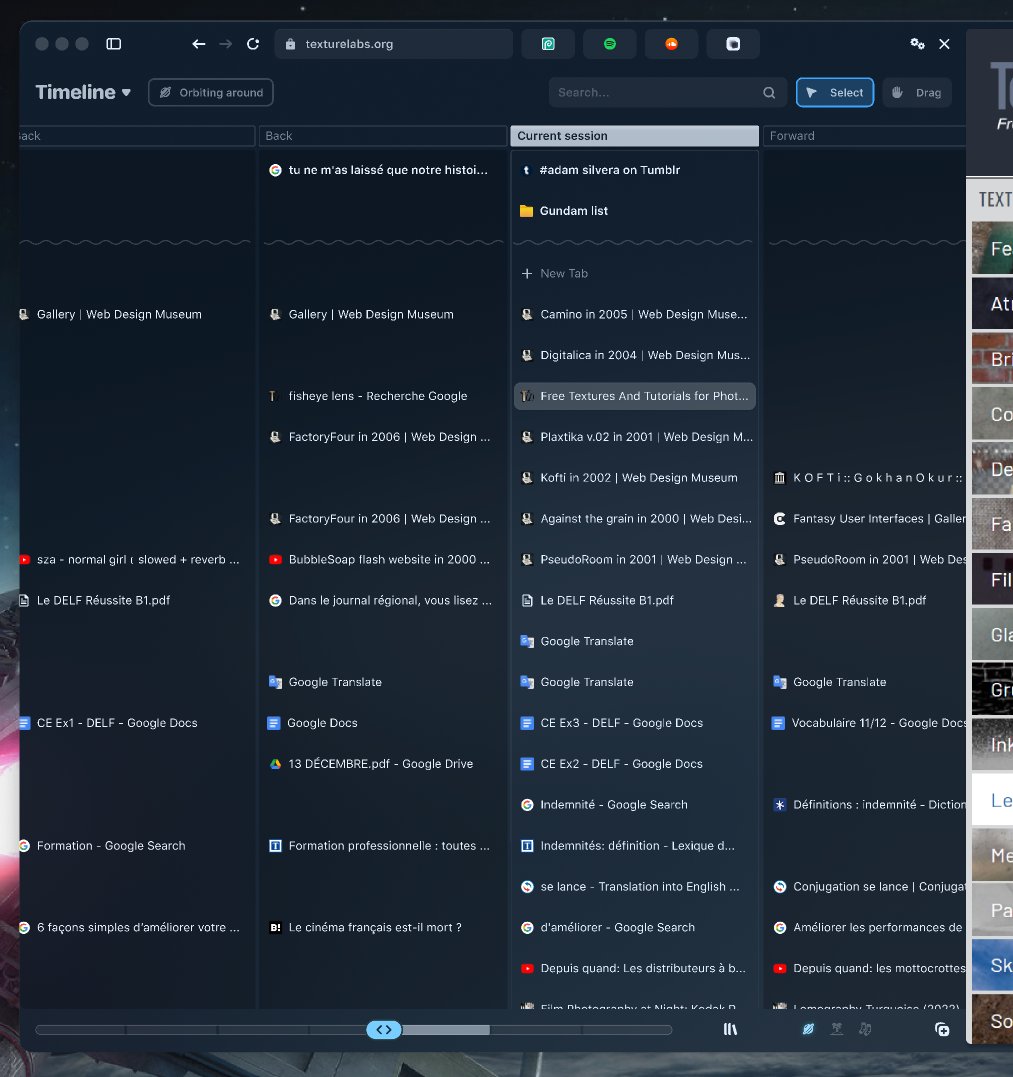 texturelabs.org
Timeline
Orbiting around
Search...
Select
Drag
Back
Back
Current session
Forward
tu ne m'as laissé que notre histoi...
#adam silvera on Tumblr
Gundam list
New Tab
Gallery | Web Design Museum
Gallery | Web Design Museum
Camino in 2005 | Web Design Muse...
Digitalica in 2004 | Web Design Mus...
fisheye lens - Recherche Google
Free Textures And Tutorials for Phot...
FactoryFour in 2006 | Web Design ...
Plaxtika v.02 in 2001 | Web Design M...
Kofti in 2002 | Web Design Museum
K O F T i :: G o k h a n O k u r ::
FactoryFour in 2006 | Web Design ...
Against the grain in 2000 | Web Desi...
Fantasy User Interfaces | Galler
sza - normal girl ( slowed + reverb ...
BubbleSoap flash website in 2000 ...
PseudoRoom in 2001 | Web Design ...
PseudoRoom in 2001 | Web Des
Le DELF Réussite B1.pdf
Dans le journal régional, vous lisez ...
Le DELF Réussite B1.pdf
Le DELF Réussite B1.pdf
Google Translate
Google Translate
Google Translate
Google Translate
CE Ex1 - DELF - Google Docs
Google Docs
CE Ex3 - DELF - Google Docs
Vocabulaire 11/12 - Google Docs
13 DÉCEMBRE.pdf - Google Drive
CE Ex2 - DELF - Google Docs
Indemnité - Google Search
Définitions : indemnité - Diction
Formation - Google Search
Formation professionnelle : toutes ...
Indemnités: définition - Lexique d...
se lance - Translation into English ...
Conjugation se lance | Conjugat
6 façons simples d'améliorer votre ...
Le cinéma français est-il mort ?
d'améliorer - Google Search
Améliorer les performances de
Depuis quand: Les distributeurs à b...
Depuis quand: les mottocrottes
Film Photography at Night: Kodak P
Lomography Turquoise (2022)
Te
Fr
TEXT
Fe
At
Bri
Co
De
Fa
Fil
Gla
Gr
Ink
Le
Me
Pa
Sk
So